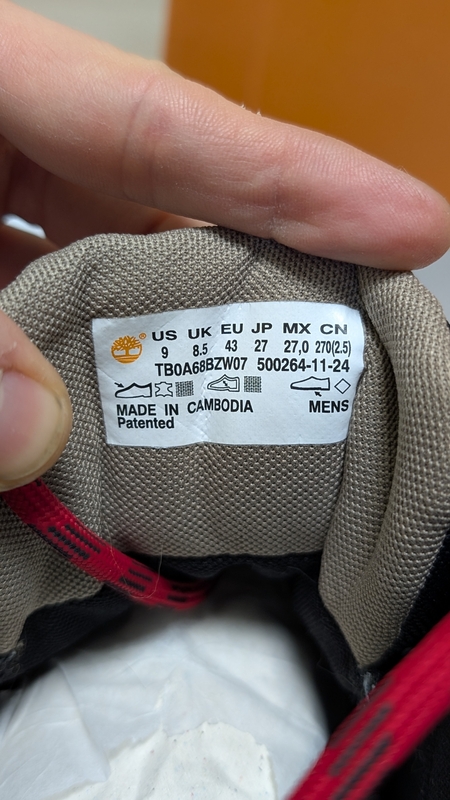 US UK EU JP MX CN
9 8.5 43 27 27,0 270(2.5)
TB0A68BZW07 500264-11-24
MADE IN CAMBODIA MENS
Patented